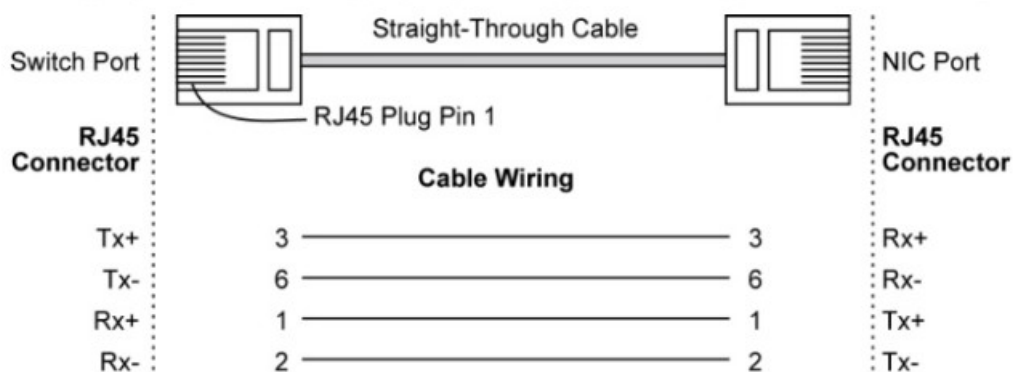 Straight-Through Cable
Switch Port
NIC Port
RJ45 Plug Pin 1
RJ45
Connector
RJ45
Connector
Cable Wiring
Tx+ 3 3 Rx+
Tx- 6 6 Rx-
Rx+ 1 1 Tx+
Rx- 2 2 Tx-